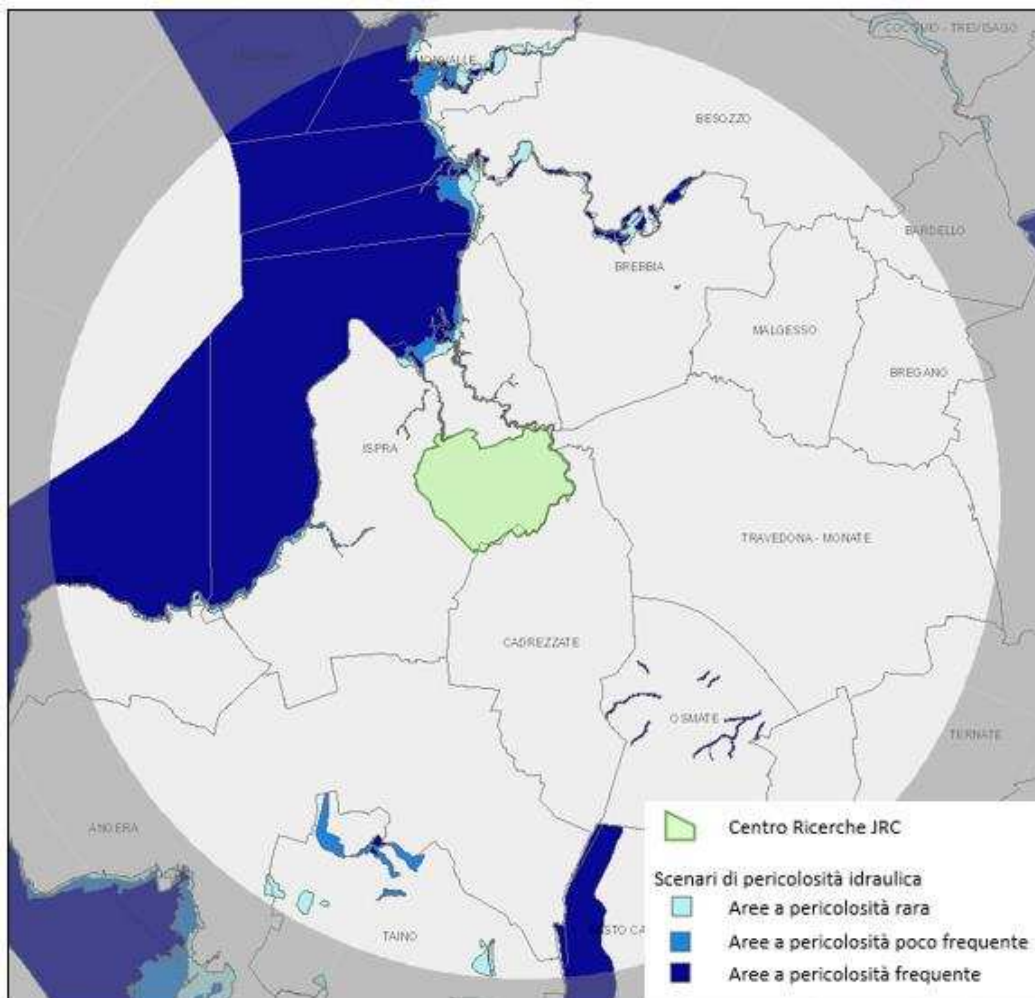 COCQUIO - TREVISAGO
MONVALLE
BESOZZO
BARDELLO
BREBBIA
MALGESSO
BREGANO
ISPRA
TRAVEDONA - MONATE
CADREZZATE
OSMATE
TERNATE
ANGERA
TAINO
Centro Ricerche JRC
Scenari di pericolosità idraulica
Aree a pericolosità rara
Aree a pericolosità poco frequente
Aree a pericolosità frequente